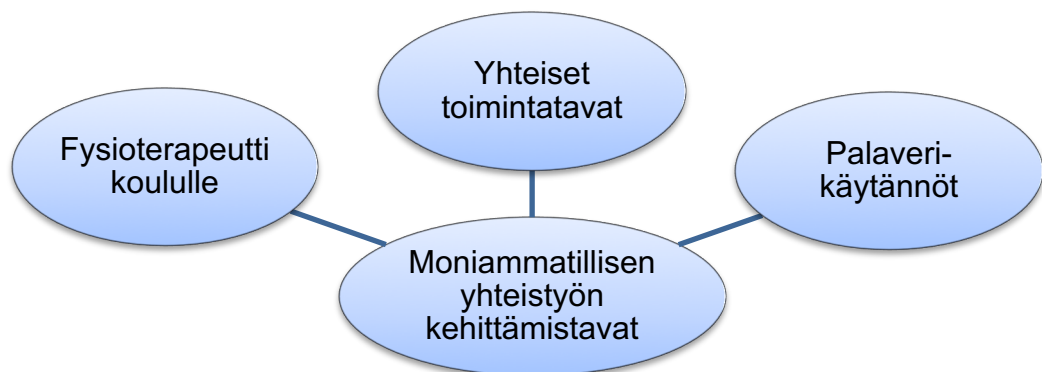 Yhteiset
toimintatavat
Fysioterapeutti
koululle
Palaveri-
käytännöt
Moniammatillisen
yhteistyön
kehittämistavat